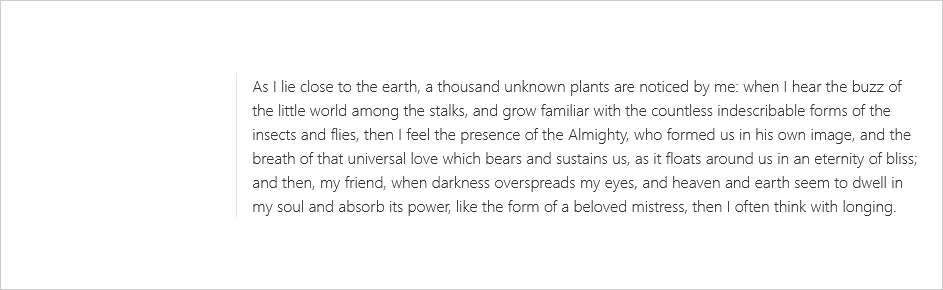 As I lie close to the earth, a thousand unknown plants are noticed by me: when I hear the buzz of
the little world among the stalks, and grow familiar with the countless indescribable forms of the
insects and flies, then I feel the presence of the Almighty, who formed us in his own image, and the
breath of that universal love which bears and sustains us, as it floats around us in an eternity of bliss;
and then, my friend, when darkness overspreads my eyes, and heaven and earth seem to dwell in
my soul and absorb its power, like the form of a beloved mistress, then I often think with longing.